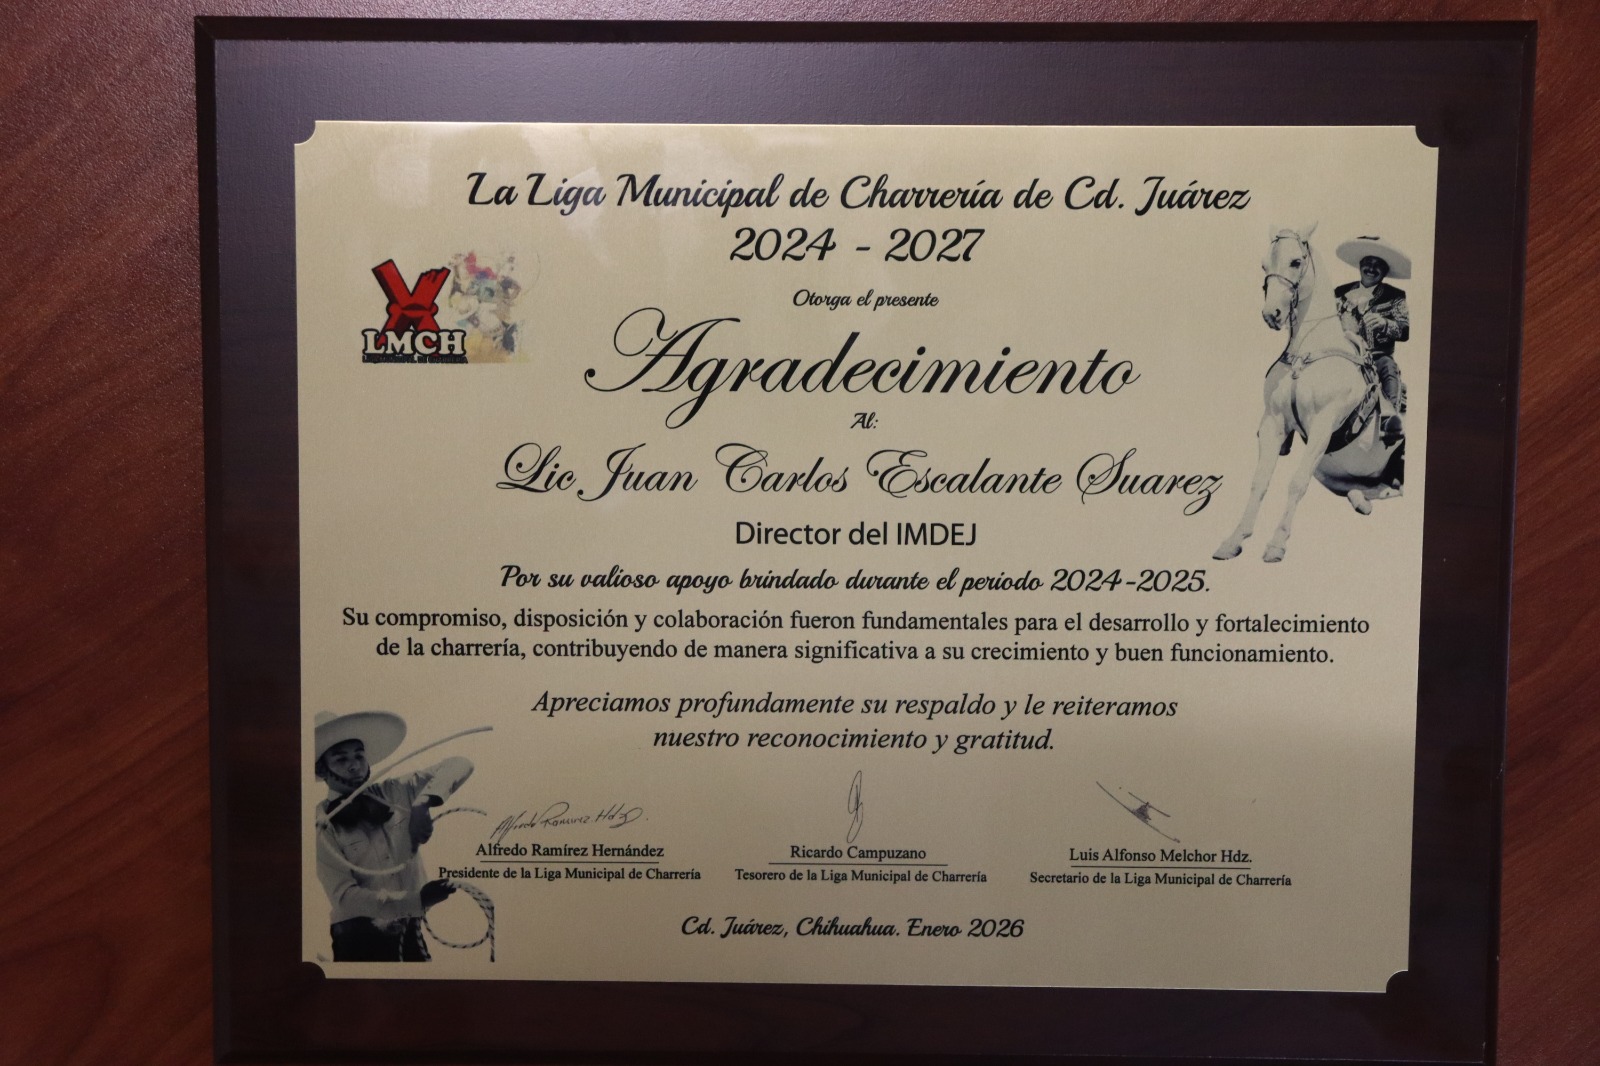 La Liga Municipal de Charrería de Cd. Juárez
2024 - 2027
LMCH
Otorga el presente
Agradecimiento
Al:
Lic Juan Carlos Escalante Suarez
Director del IMDEJ
Por su valioso apoyo brindado durante el periodo 2024-2025.
Su compromiso, disposición y colaboración fueron fundamentales para el desarrollo y fortalecimiento
de la charrería, contribuyendo de manera significativa a su crecimiento y buen funcionamiento.
Apreciamos profundamente su respaldo y le reiteramos
nuestro reconocimiento y gratitud.
Alfredo Ramirez Hdz
Alfredo Ramírez Hernández
Presidente de la Liga Municipal de Charrería
Ricardo Campuzano
Tesorero de la Liga Municipal de Charrería
Luis Alfonso Melchor Hdz.
Secretario de la Liga Municipal de Charrería
Cd. Juárez, Chihuahua. Enero 2026